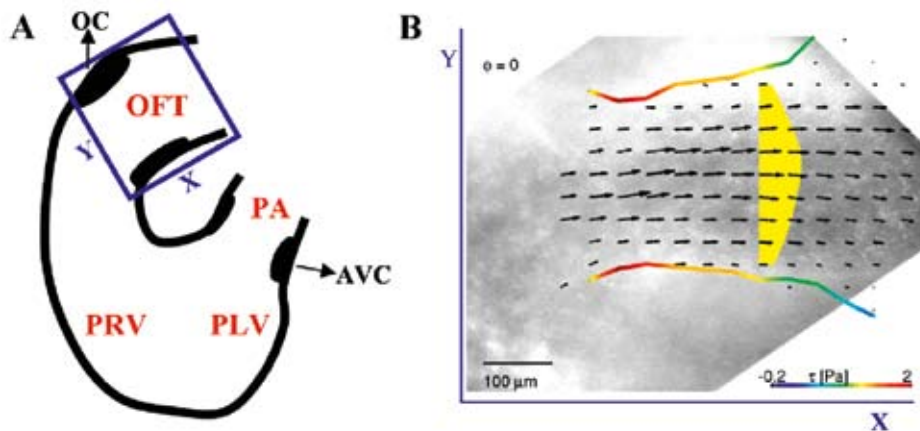 A
OC
OFT
Y
X
PA
AVC
PRV
PLV
B
Y
φ=0
100 μm
-0.2 τ [Pa] 2
X